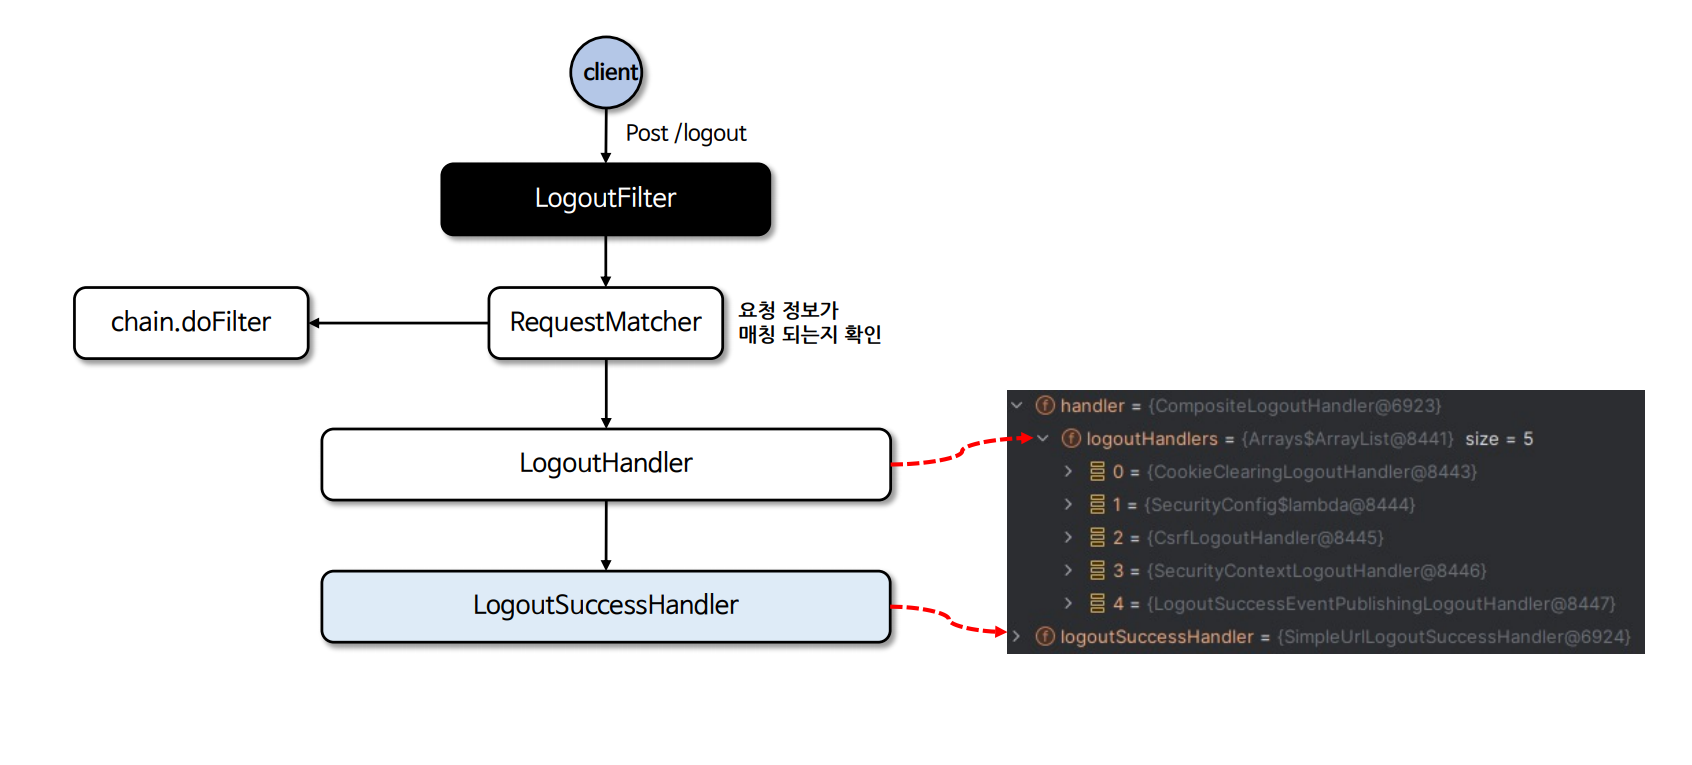 client
Post /logout
LogoutFilter
chain.doFilter
RequestMatcher
요청 정보가
매칭 되는지 확인
LogoutHandler
LogoutSuccessHandler
handler = {CompositeLogoutHandler@6923}
logoutHandlers = {Arrays$ArrayList@8441} size = 5
0 = {CookieClearingLogoutHandler@8443}
1 = {SecurityConfig$lambda@8444}
2 = {CsrfLogoutHandler@8445}
3 = {SecurityContextLogoutHandler@8446}
4 = {LogoutSuccessEventPublishingLogoutHandler@8447}
logoutSuccessHandler = {SimpleUrlLogoutSuccessHandler@6924}